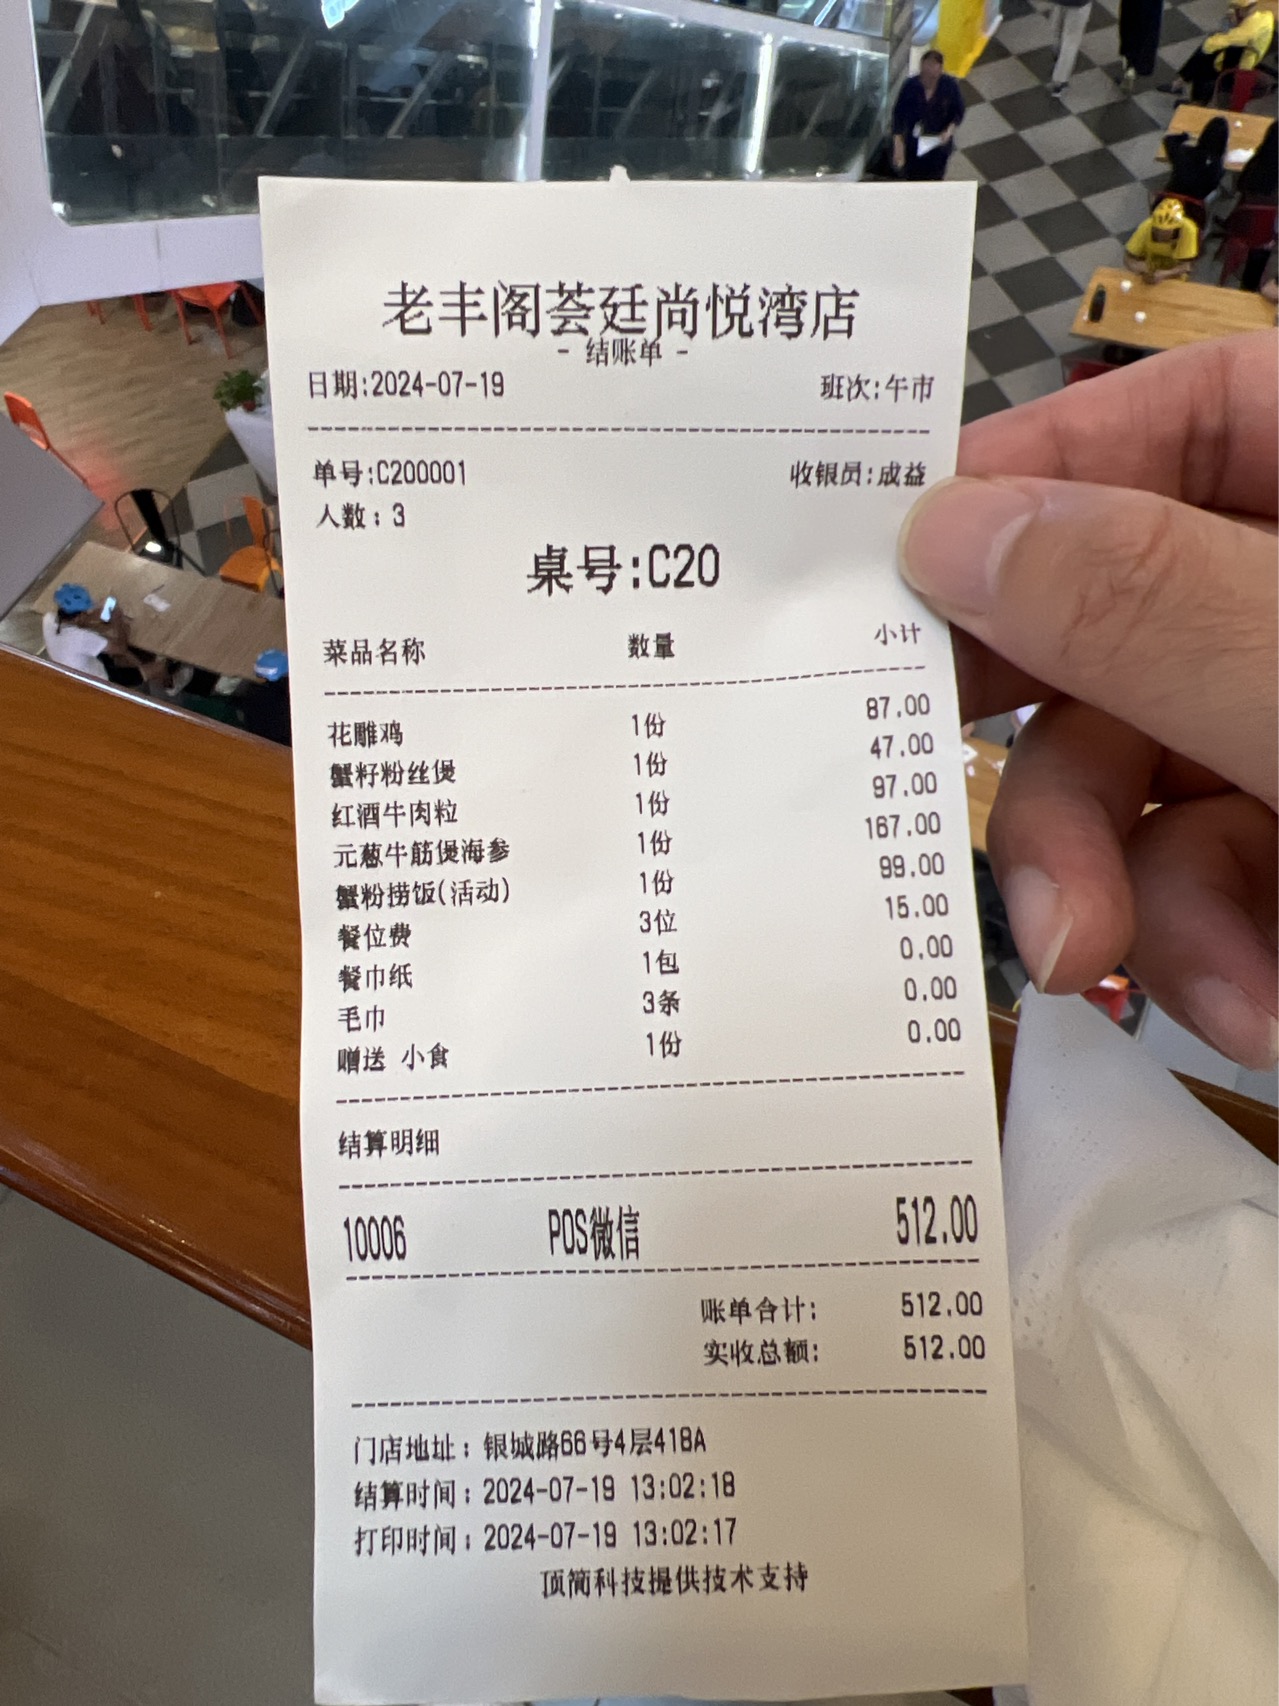 老丰阁荟廷尚悦湾店
- 结账单 -
日期:2024-07-19 班次:午市
单号:C200001 收银员:成益
人数：3
桌号:C20
菜品名称 数量 小计
花雕鸡 1份 87.00
蟹籽粉丝煲 1份 47.00
红酒牛肉粒 1份 97.00
元葱牛筋煲海参 1份 167.00
蟹粉捞饭(活动) 1份 99.00
餐位费 3位 15.00
餐巾纸 1包 0.00
毛巾 3条 0.00
赠送 小食 1份 0.00
结算明细
10006 POS微信 512.00
账单合计: 512.00
实收总额: 512.00
门店地址：银城路66号4层418A
结算时间：2024-07-19 13:02:18
打印时间：2024-07-19 13:02:17
顶简科技提供技术支持